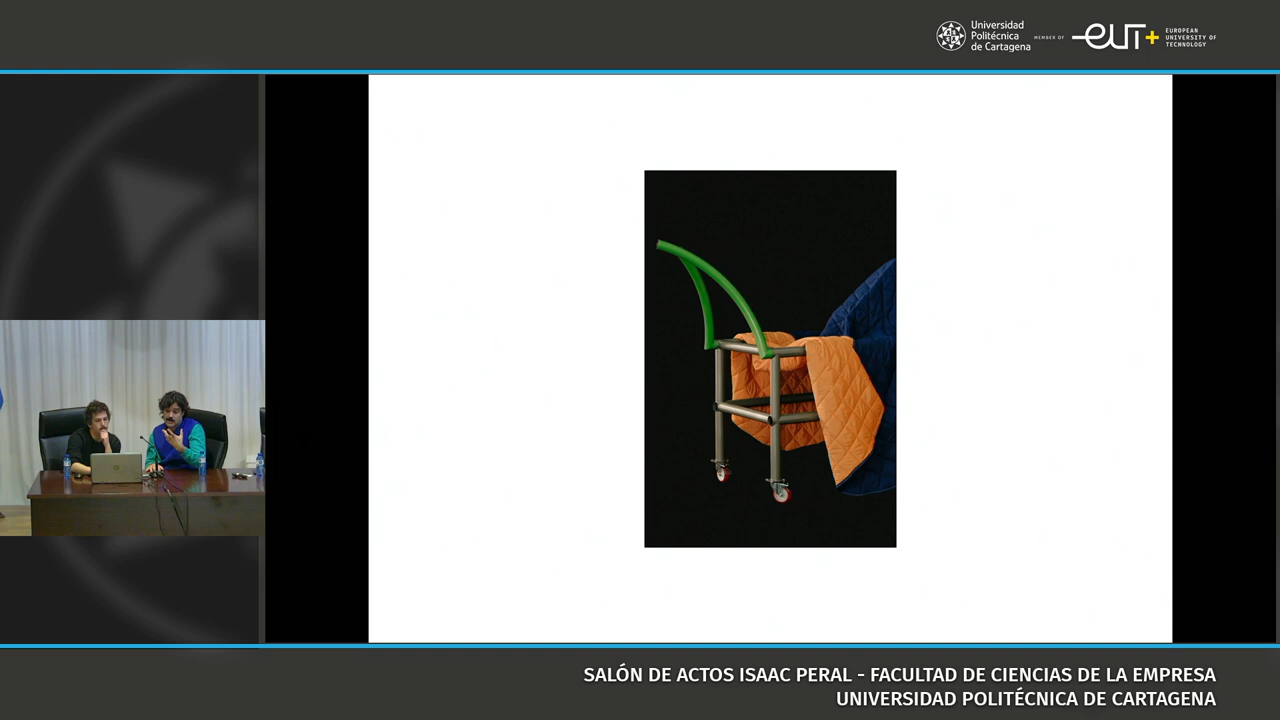 Universidad
Politécnica
de Cartagena
MEMBER OF
EUT+
EUROPEAN
UNIVERSITY OF
TECHNOLOGY
SALÓN DE ACTOS ISAAC PERAL - FACULTAD DE CIENCIAS DE LA EMPRESA
UNIVERSIDAD POLITÉCNICA DE CARTAGENA